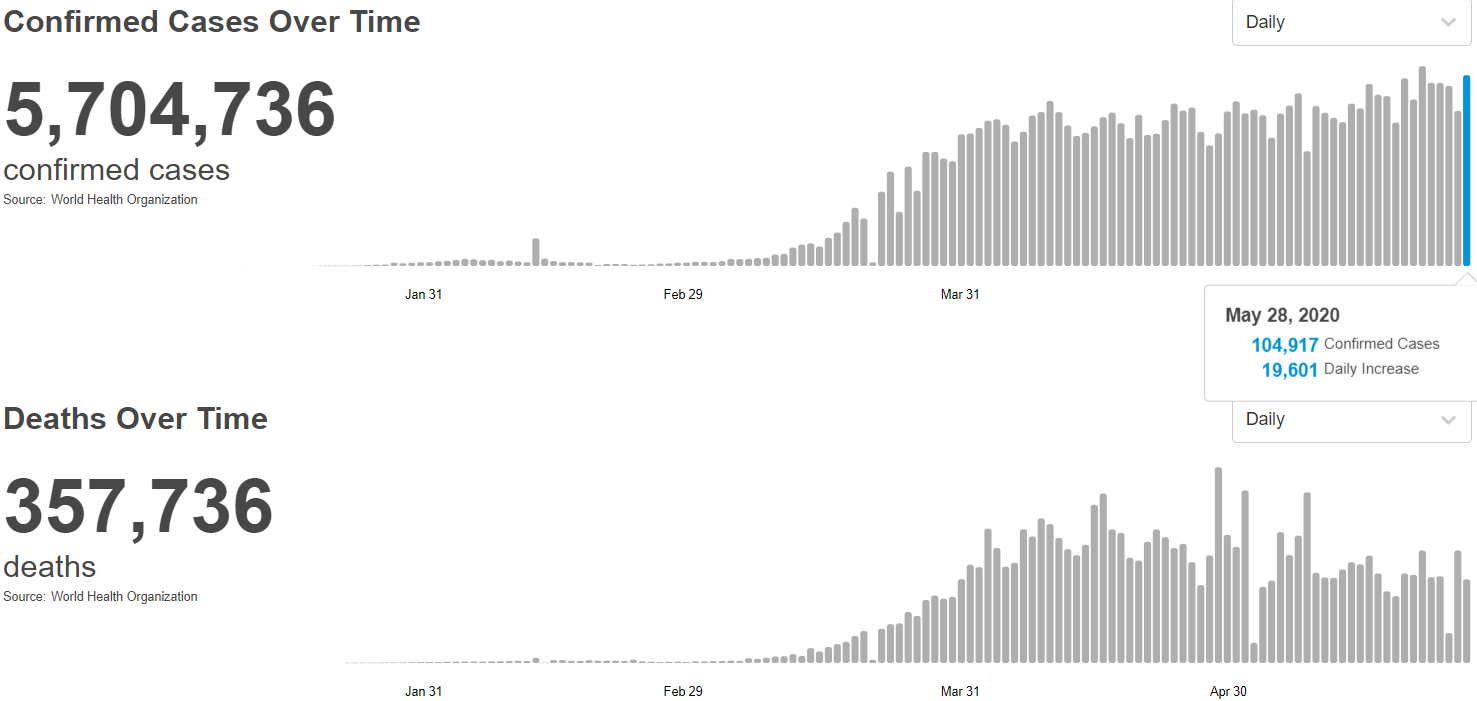 Confirmed Cases Over Time
Daily
5,704,736
confirmed cases
Source: World Health Organization
Jan 31
Feb 29
Mar 31
May 28, 2020
104,917 Confirmed Cases
19,601 Daily Increase
Deaths Over Time
Daily
357,736
deaths
Source: World Health Organization
Jan 31
Feb 29
Mar 31
Apr 30